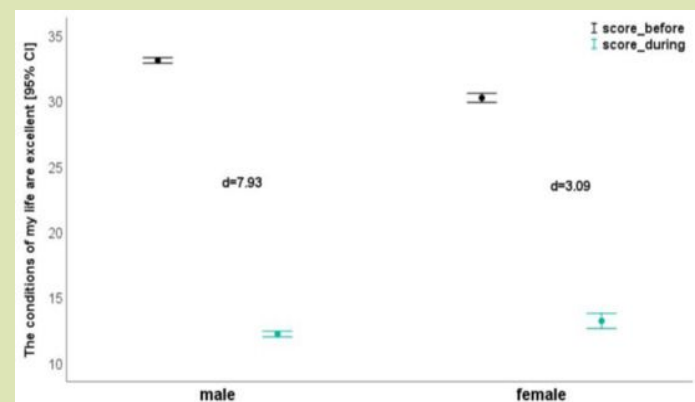 The conditions of my life are excellent [95% CI]
35
30
25
20
15
10
score_before
score_during
d=7.93
d=3.09
male
female